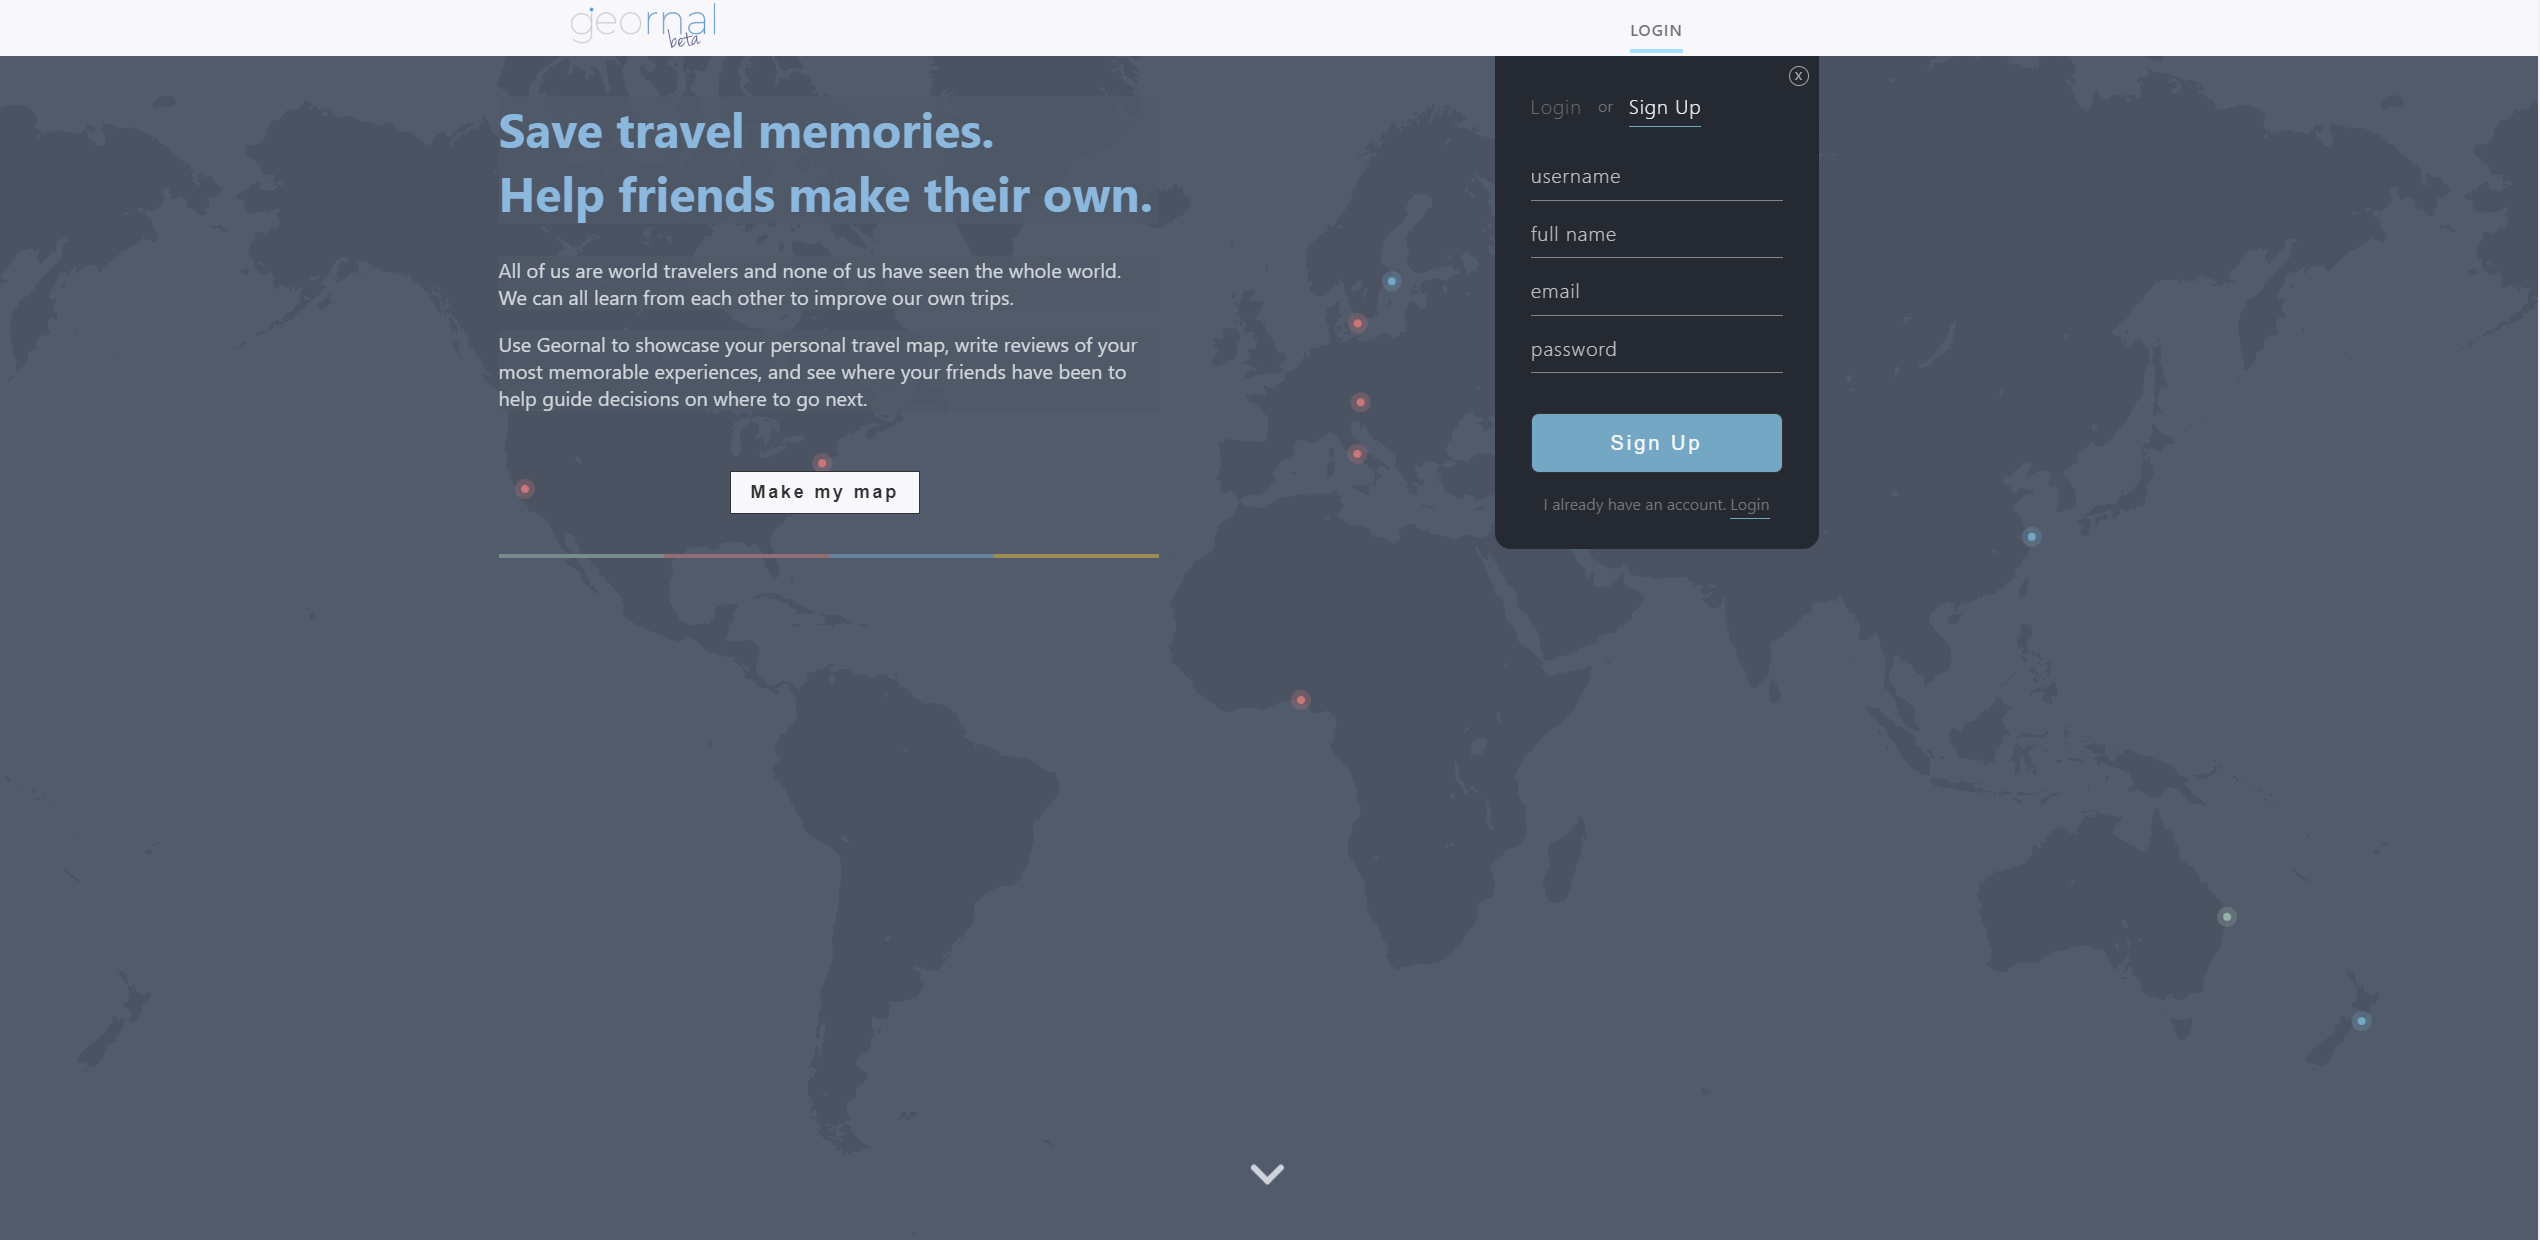 geornal
beta
LOGIN
X
Login or Sign Up
Save travel memories.
Help friends make their own.
username
full name
All of us are world travelers and none of us have seen the whole world.
We can all learn from each other to improve our own trips.
email
Use Geornal to showcase your personal travel map, write reviews of your
most memorable experiences, and see where your friends have been to
help guide decisions on where to go next.
password
Sign Up
Make my map
I already have an account. Login